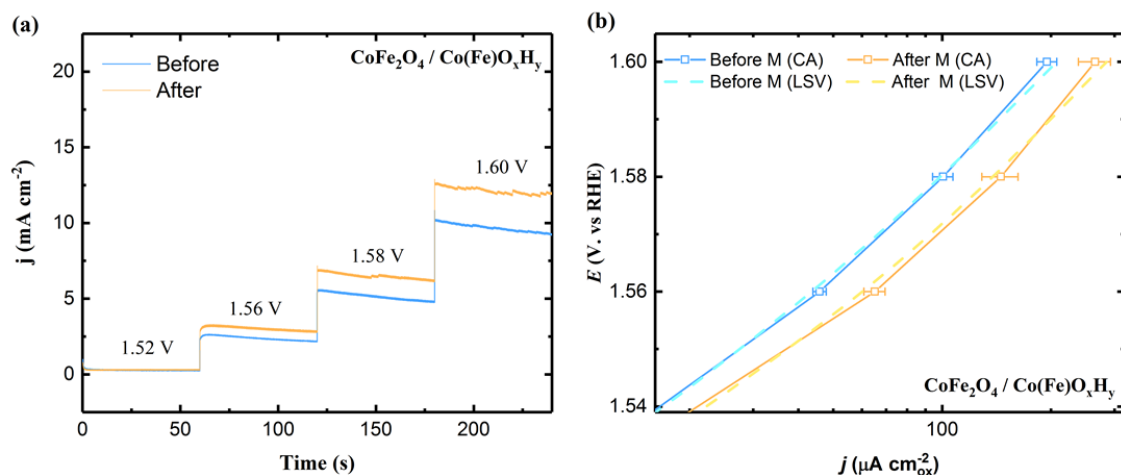 (a)
CoFe₂O₄ / Co(Fe)OₓHᵧ
Before
After
1.52 V
1.56 V
1.58 V
1.60 V
20
15
10
5
0
j (mA cm⁻²)
0 50 100 150 200
Time (s)
(b)
Before M (CA) After M (CA)
Before M (LSV) After M (LSV)
1.60
1.58
1.56
1.54
E (V. vs RHE)
CoFe₂O₄ / Co(Fe)OₓHᵧ
100
j (μA cm⁻²ₒₓ)